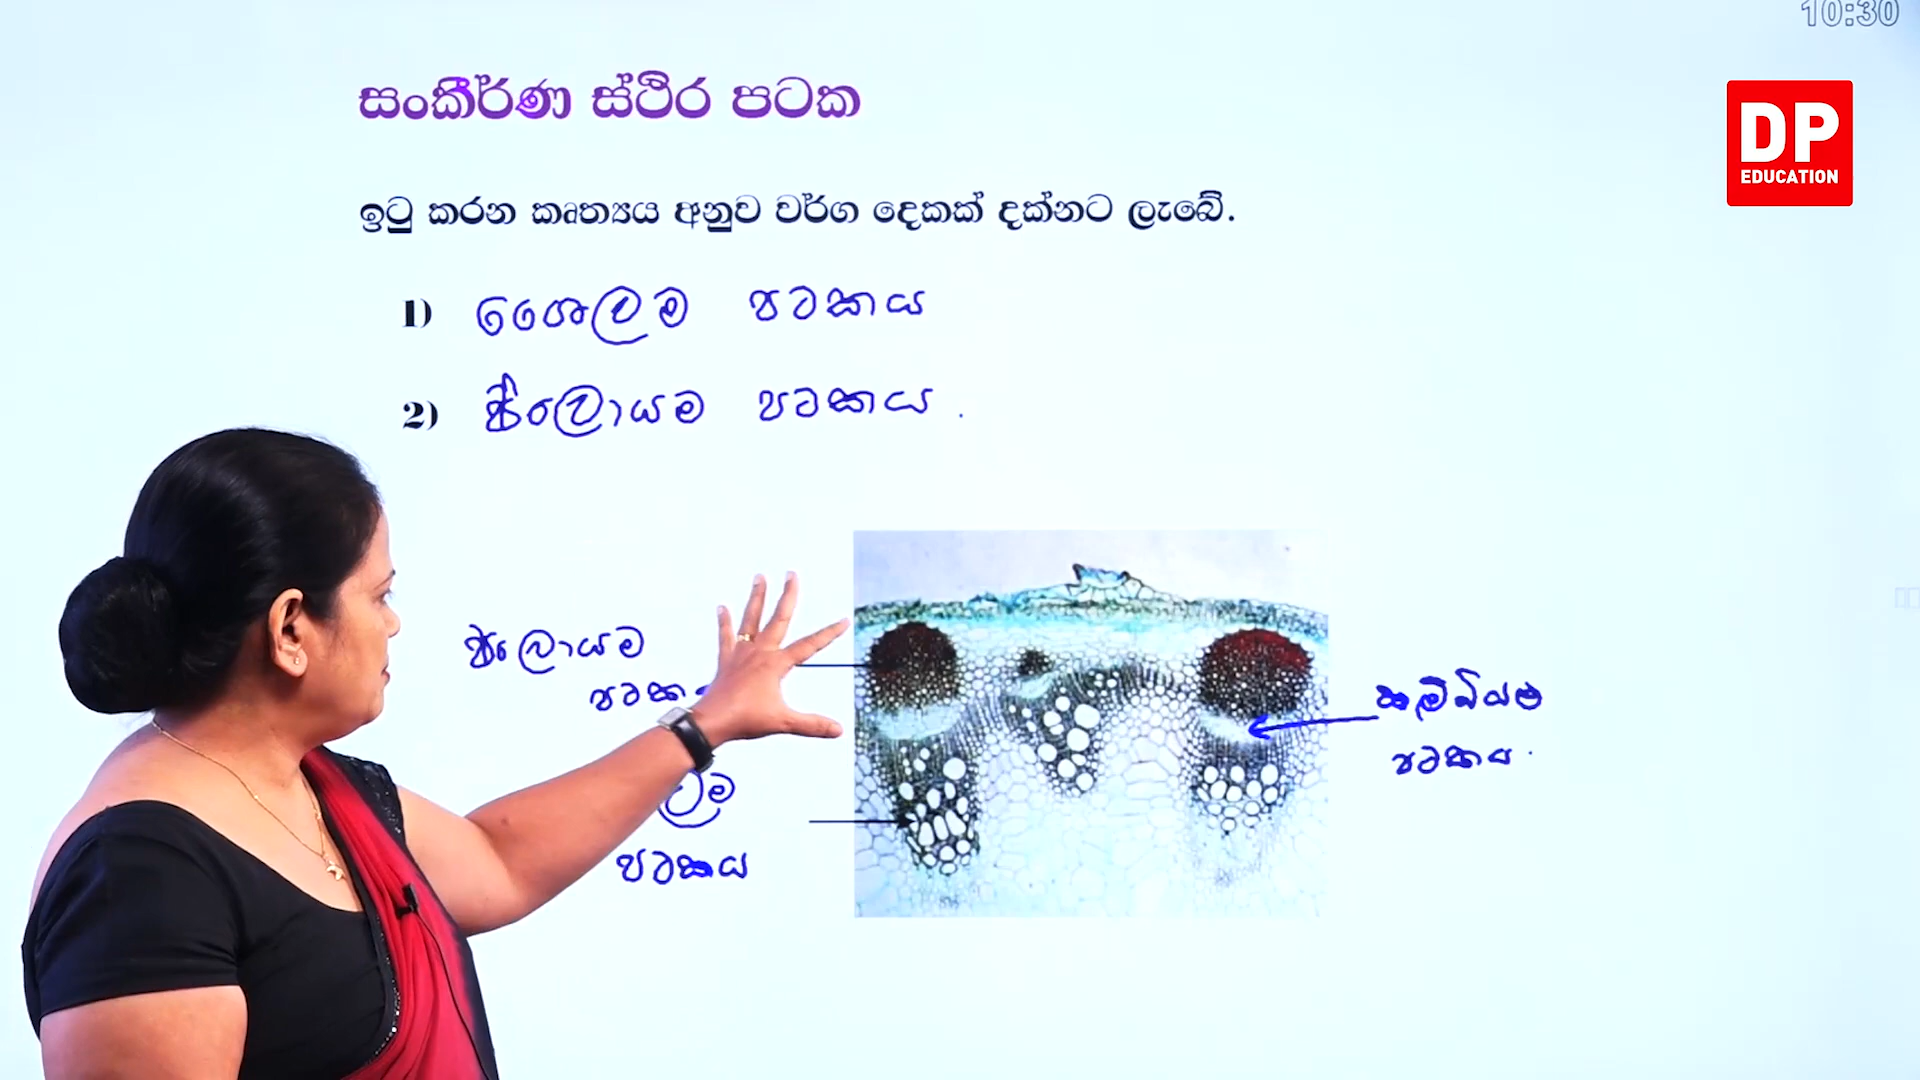 10:30
සංකීර්ණ ස්ථිර පටක
DP
EDUCATION
ඉටු කරන කෘත්‍යය අනුව වර්ග දෙකක් දක්නට ලැබේ.
1) ශෛලම පටකය
2) ප්ලෝයම පටකය.
ප්ලෝයම
කැම්බියම
පටකය.
පටකය